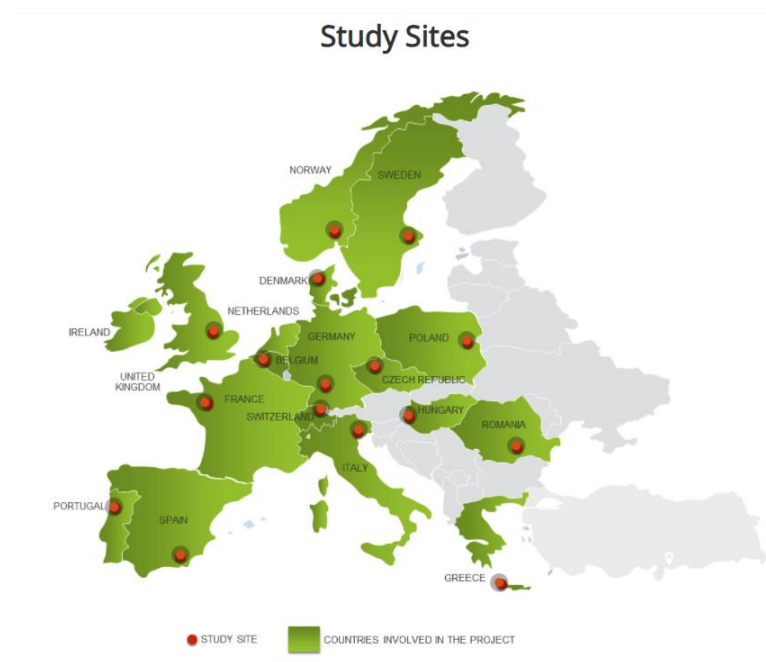 Study Sites
NORWAY
SWEDEN
DENMARK
NETHERLANDS
IRELAND
GERMANY
POLAND
BELGIUM
UNITED
KINGDOM
CZECH REPUBLIC
FRANCE
SWITZERLAND
HUNGARY
ROMANIA
ITALY
PORTUGAL
SPAIN
GREECE
STUDY SITE
COUNTRIES INVOLVED IN THE PROJECT